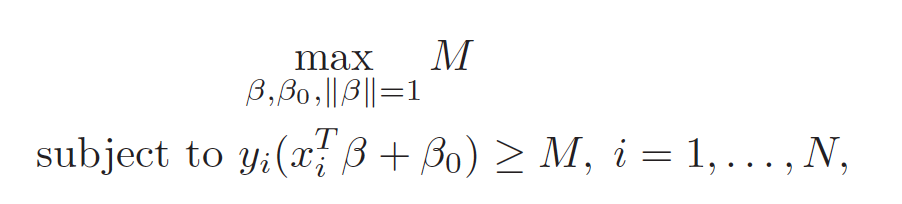 max M
β,β₀,‖β‖=1
subject to yᵢ(xᵢᵀβ + β₀) ≥ M, i = 1, . . . , N,